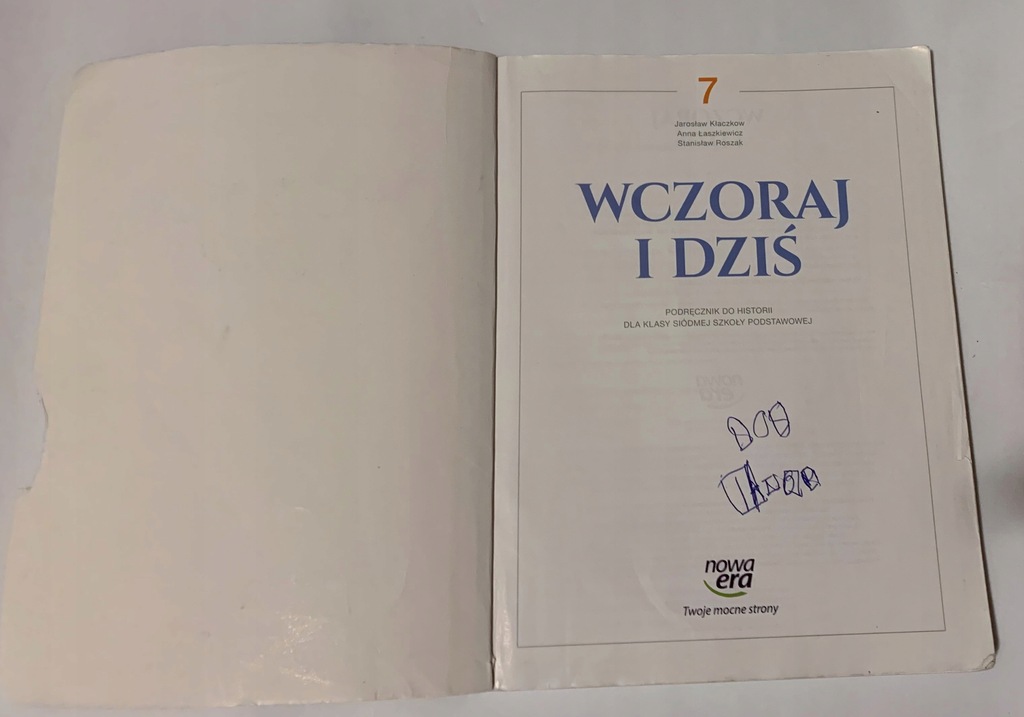 7
Jarosław Kłaczkow
Anna Łaszkiewicz
Stanisław Roszak
WCZORAJ
I DZIŚ
PODRĘCZNIK DO HISTORII
DLA KLASY SIÓDMEJ SZKOŁY PODSTAWOWEJ
nowa
era
Twoje mocne strony